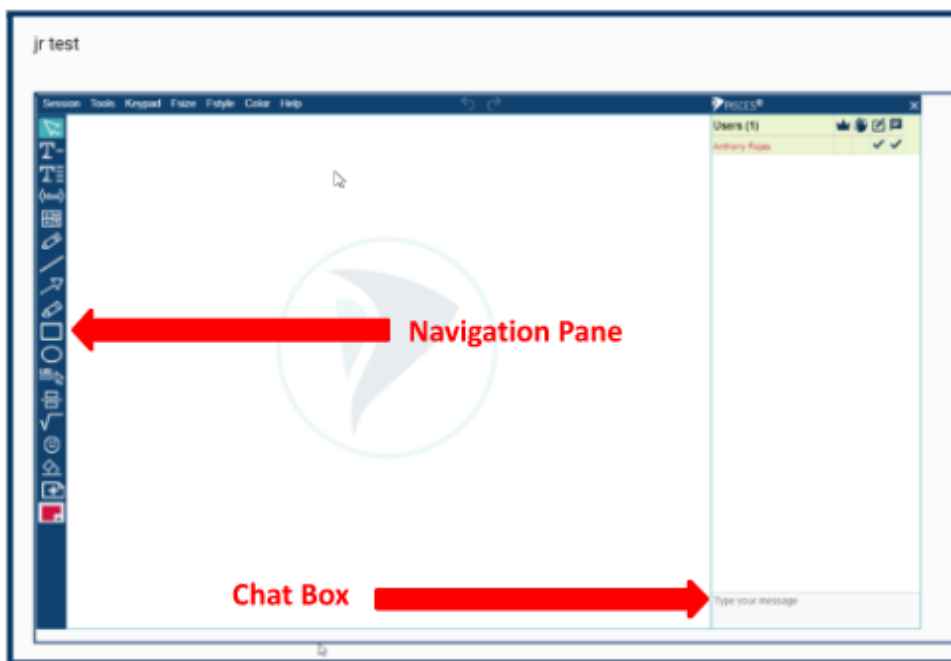 jr test
Session Tools Keypad Fsize Fstyle Color Help
PISCES®
Users (1)
Anthony Rojas
Navigation Pane
Chat Box
Type your message